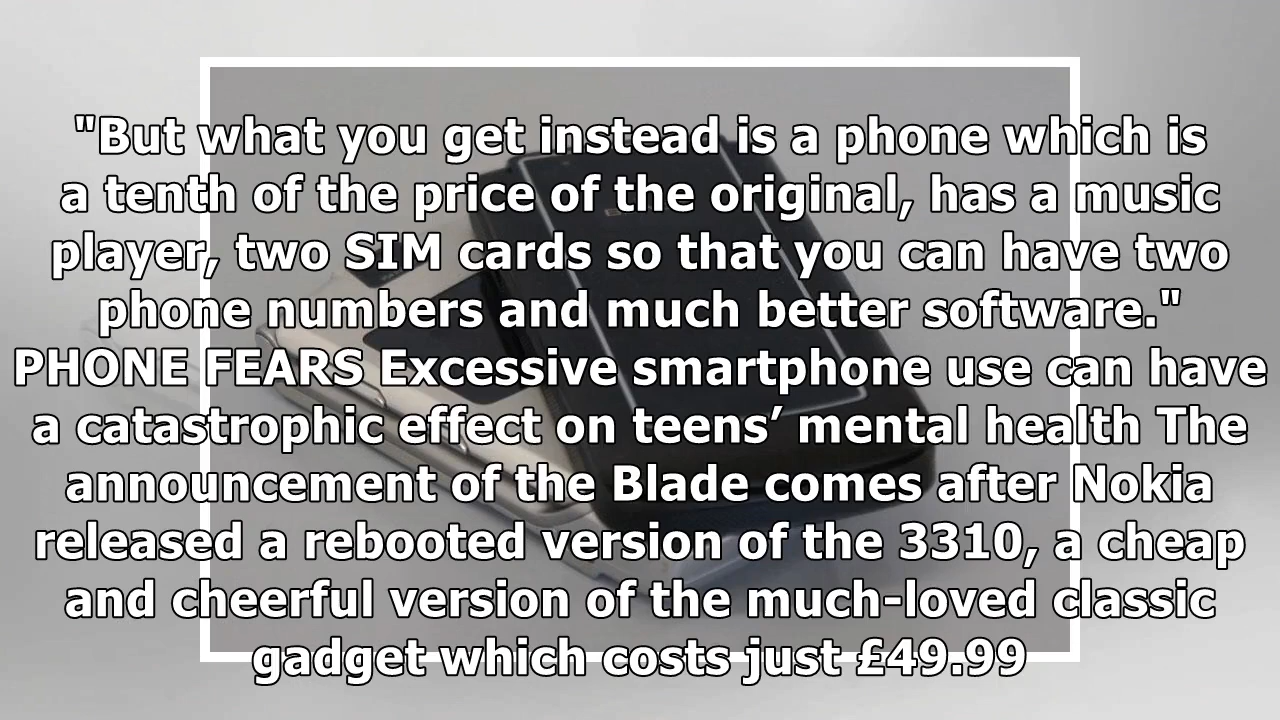 "But what you get instead is a phone which is
a tenth of the price of the original, has a music
player, two SIM cards so that you can have two
phone numbers and much better software."
PHONE FEARS Excessive smartphone use can have
a catastrophic effect on teens’ mental health The
announcement of the Blade comes after Nokia
released a rebooted version of the 3310, a cheap
and cheerful version of the much-loved classic
gadget which costs just £49.99